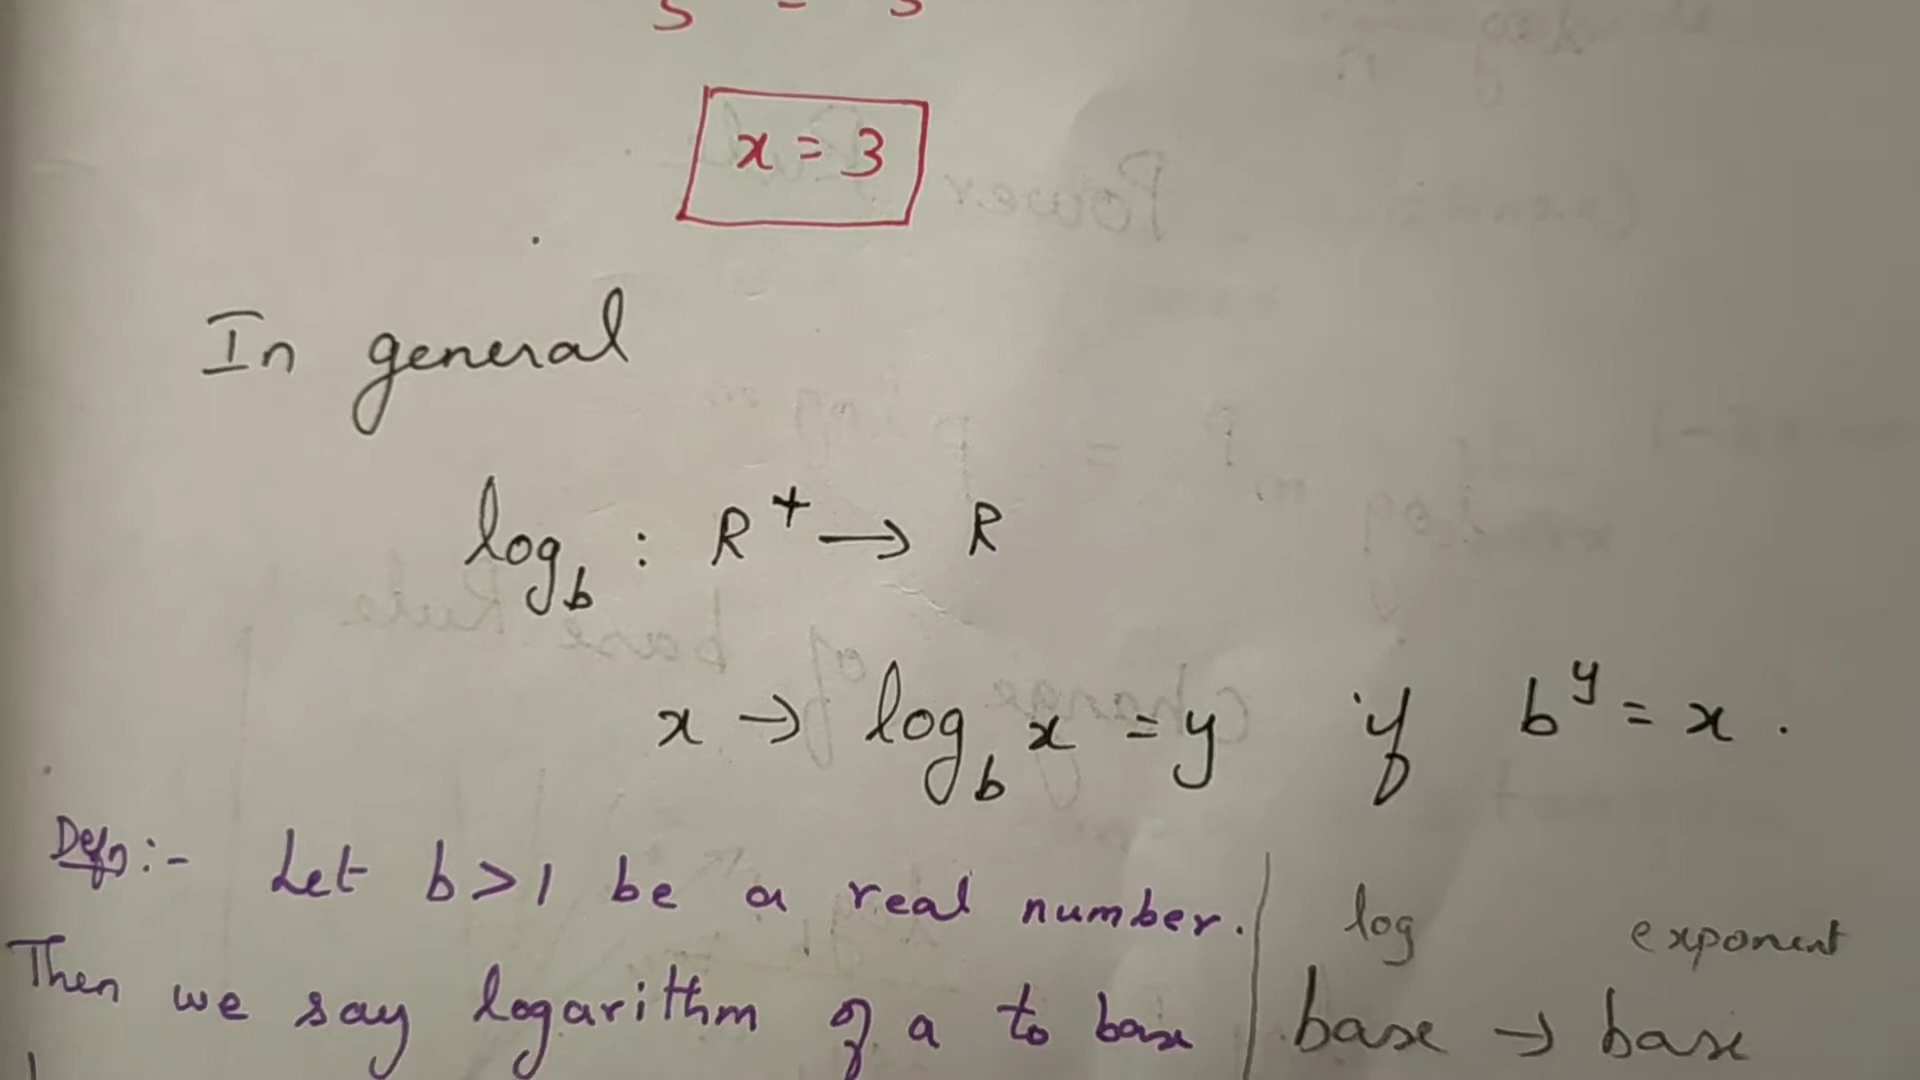 x = 3
In general
log_b : R⁺ → R
x → log_b x = y if b^y = x .
Defn:- Let b > 1 be a real number.
Then we say logarithm of a to base
log exponent
base → base